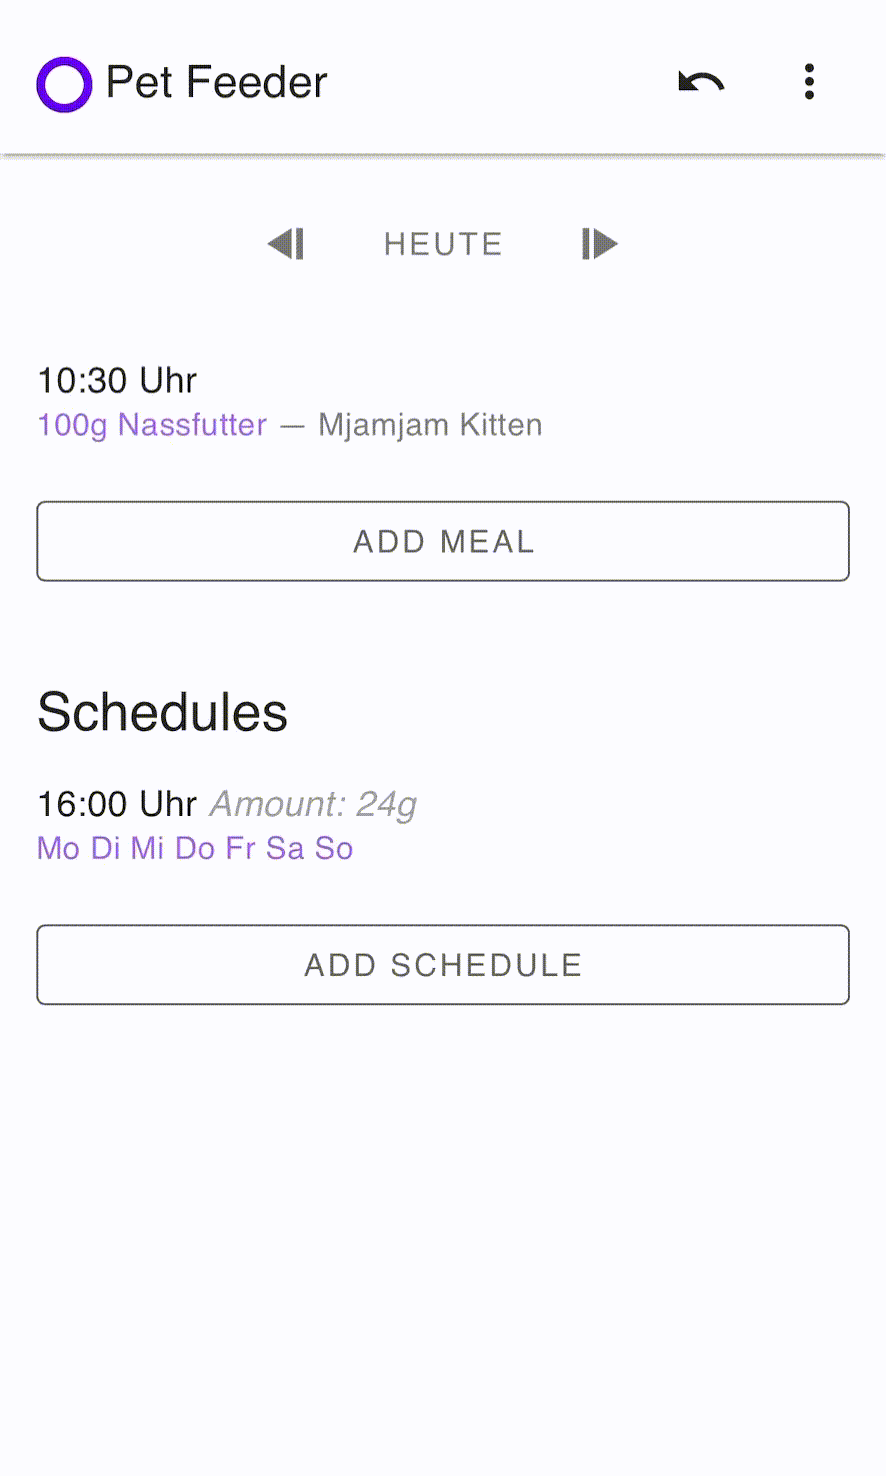 Pet Feeder
HEUTE
10:30 Uhr
100g Nassfutter — Mjamjam Kitten
ADD MEAL
Schedules
16:00 Uhr Amount: 24g
Mo Di Mi Do Fr Sa So
ADD SCHEDULE